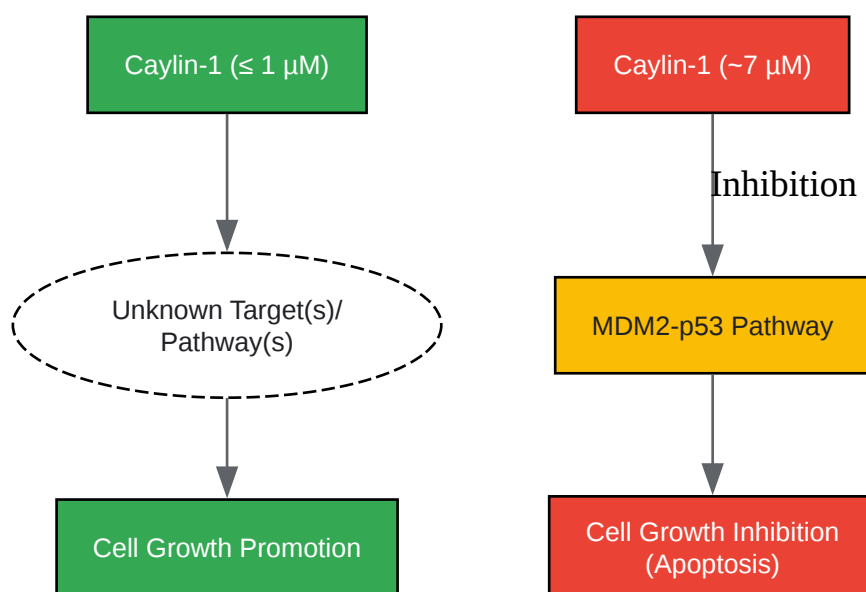 Caylin-1 (≤ 1 µM)
Caylin-1 (~7 µM)
Inhibition
Unknown Target(s)/
Pathway(s)
MDM2-p53 Pathway
Cell Growth Promotion
Cell Growth Inhibition
(Apoptosis)